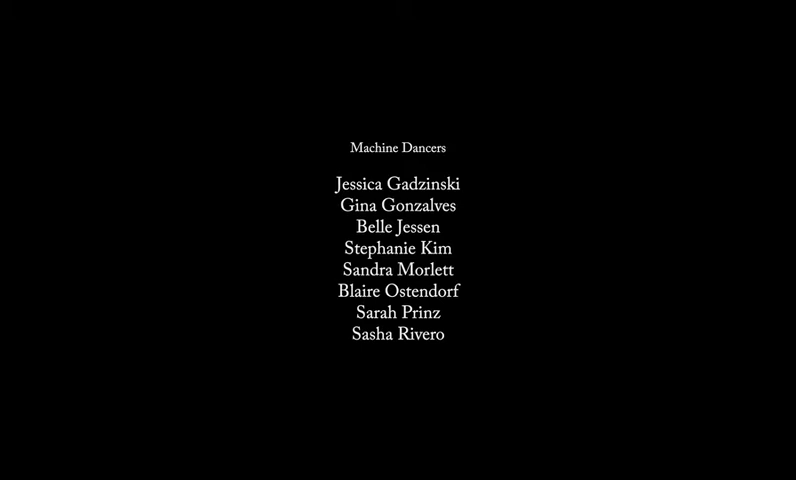 Machine Dancers
Jessica Gadzinski
Gina Gonzalves
Belle Jessen
Stephanie Kim
Sandra Morlett
Blaire Ostendorf
Sarah Prinz
Sasha Rivero